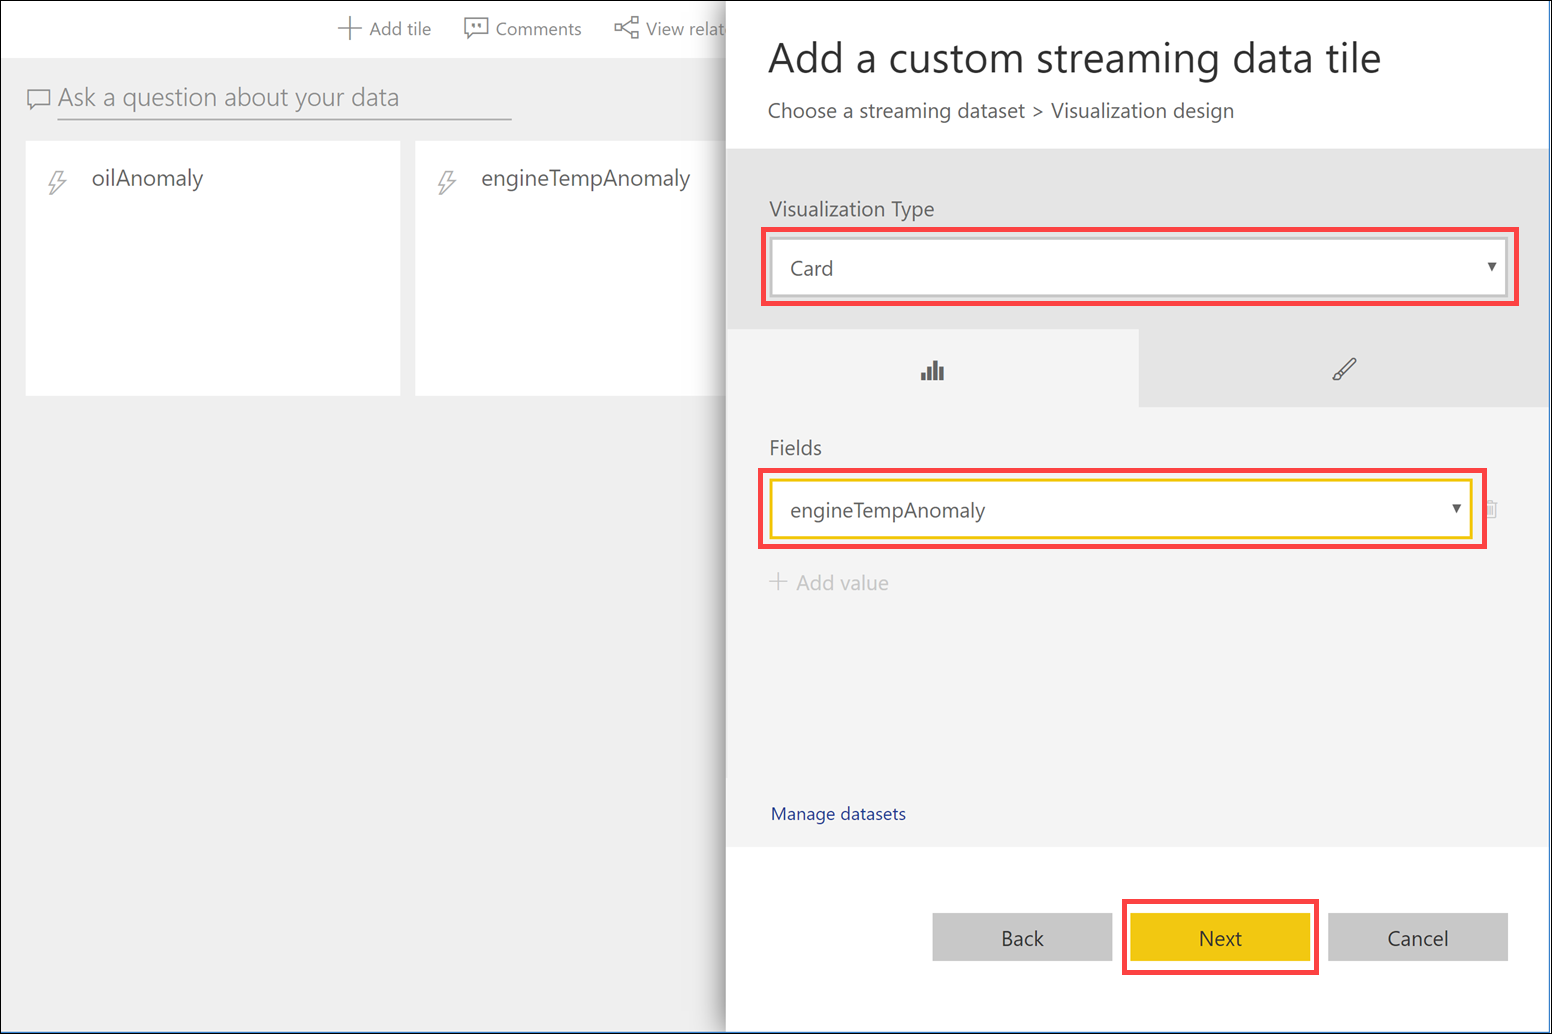 Add tile
Comments
View relat
Ask a question about your data
oilAnomaly
engineTempAnomaly
Add a custom streaming data tile
Choose a streaming dataset > Visualization design
Visualization Type
Card
Fields
engineTempAnomaly
Add value
Manage datasets
Back
Next
Cancel